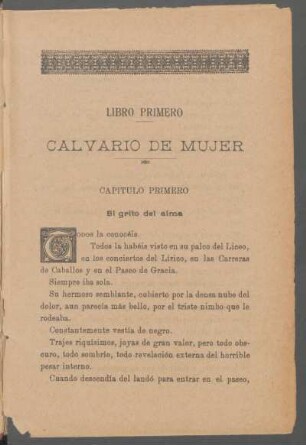 LIBRO PRIMERO
CALVARIO DE MUJER
CAPITULO PRIMERO
El grito del alma
Todos la conocéis.
Todos la habéis visto en su palco del Liceo,
en los conciertos del Lírico, en las Carreras
de Caballos y en el Paseo de Gracia.
Siempre iba sola.
Su hermoso semblante, cubierto por la densa nube del
dolor, aun parecía más bello, por el triste nimbo que le
rodeaba.
Constantemente vestía de negro.
Trajes riquísimos, joyas de gran valor, pero todo obs-
curo, todo sombrío, todo revelación externa del horrible
pesar interno.
Cuando descendía del landó para entrar en el paseo,